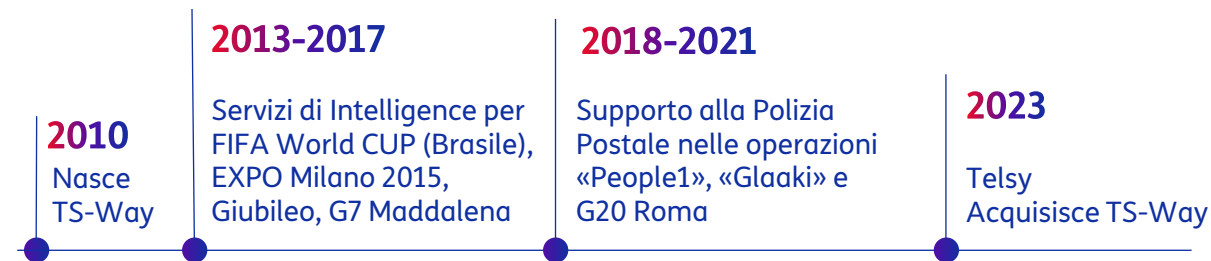 2010
Nasce
TS-Way
2013-2017
Servizi di Intelligence per
FIFA World CUP (Brasile),
EXPO Milano 2015,
Giubileo, G7 Maddalena
2018-2021
Supporto alla Polizia
Postale nelle operazioni
«People1», «Glaaki» e
G20 Roma
2023
Telsy
Acquisisce TS-Way